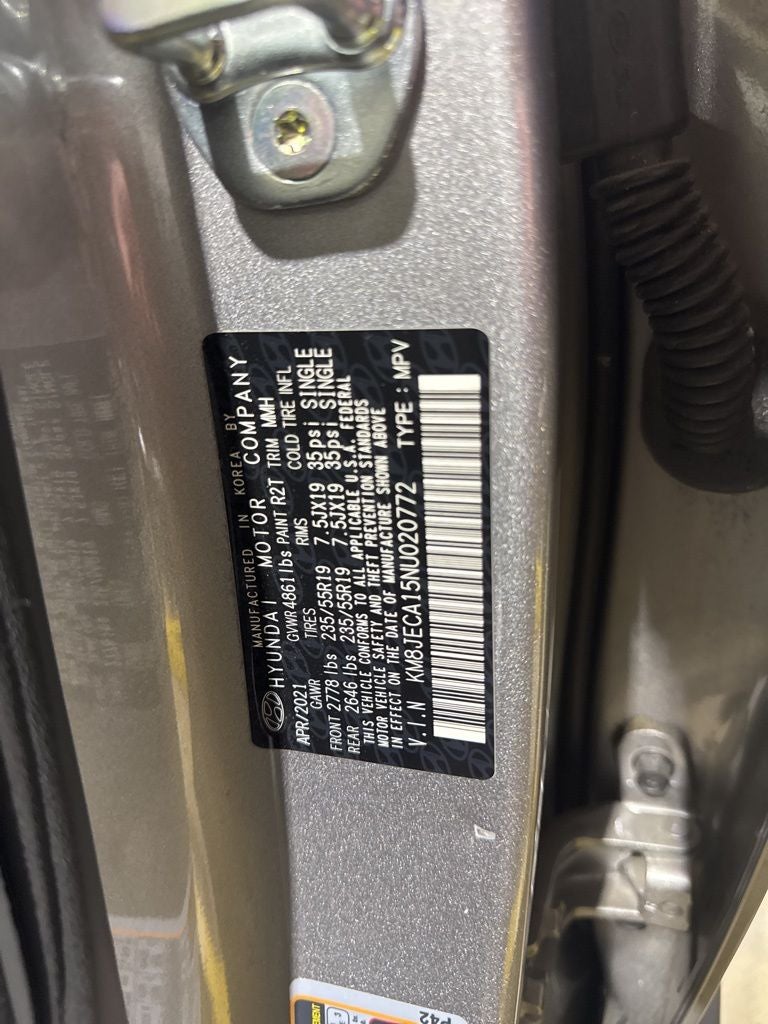 MANUFACTURED IN KOREA BY
HYUNDAI MOTOR COMPANY
APR/2021 GVWR 4861 lbs PAINT R2T TRIM MMH
GAWR TIRES RIMS COLD TIRE INFL
FRONT 2778 lbs 235/55R19 7.5JX19 35psi SINGLE
REAR 2646 lbs 235/55R19 7.5JX19 35psi SINGLE
THIS VEHICLE CONFORMS TO ALL APPLICABLE U.S.A. FEDERAL
MOTOR VEHICLE SAFETY AND THEFT PREVENTION STANDARDS
IN EFFECT ON THE DATE OF MANUFACTURE SHOWN ABOVE
V.I.N KM8JECA15NU020772 TYPE : MPV
P42